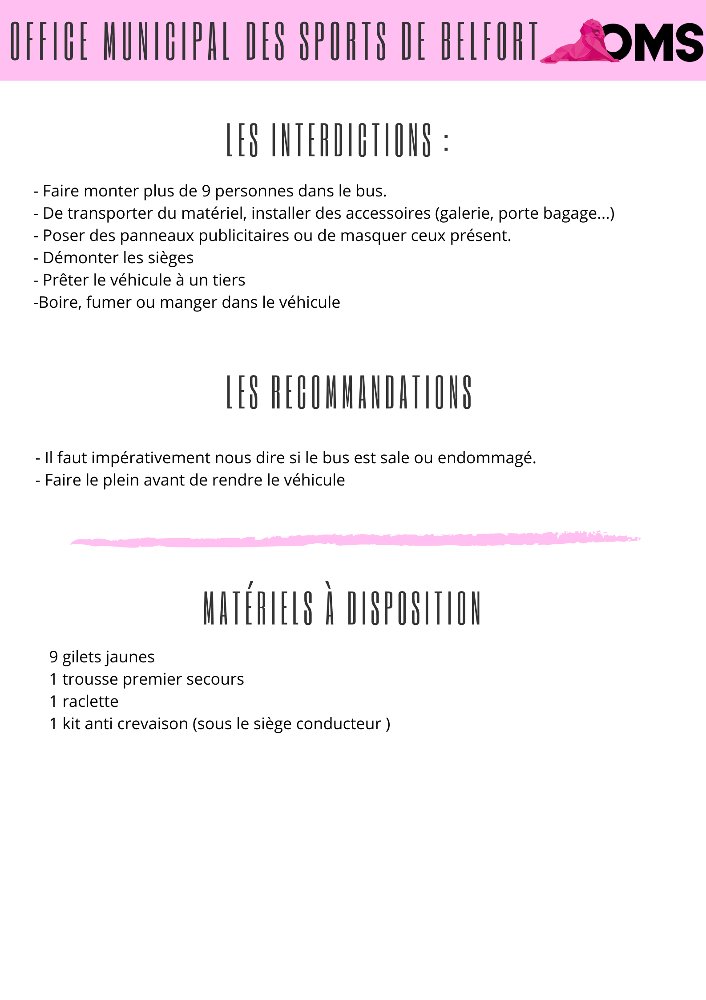 OFFICE MUNICIPAL DES SPORTS DE BELFORT
OMS
LES INTERDICTIONS :
- Faire monter plus de 9 personnes dans le bus.
- De transporter du matériel, installer des accessoires (galerie, porte bagage...)
- Poser des panneaux publicitaires ou de masquer ceux présent.
- Démonter les sièges
- Prêter le véhicule à un tiers
-Boire, fumer ou manger dans le véhicule
LES RECOMMANDATIONS
- Il faut impérativement nous dire si le bus est sale ou endommagé.
- Faire le plein avant de rendre le véhicule
MATÉRIELS À DISPOSITION
9 gilets jaunes
1 trousse premier secours
1 raclette
1 kit anti crevaison (sous le siège conducteur )